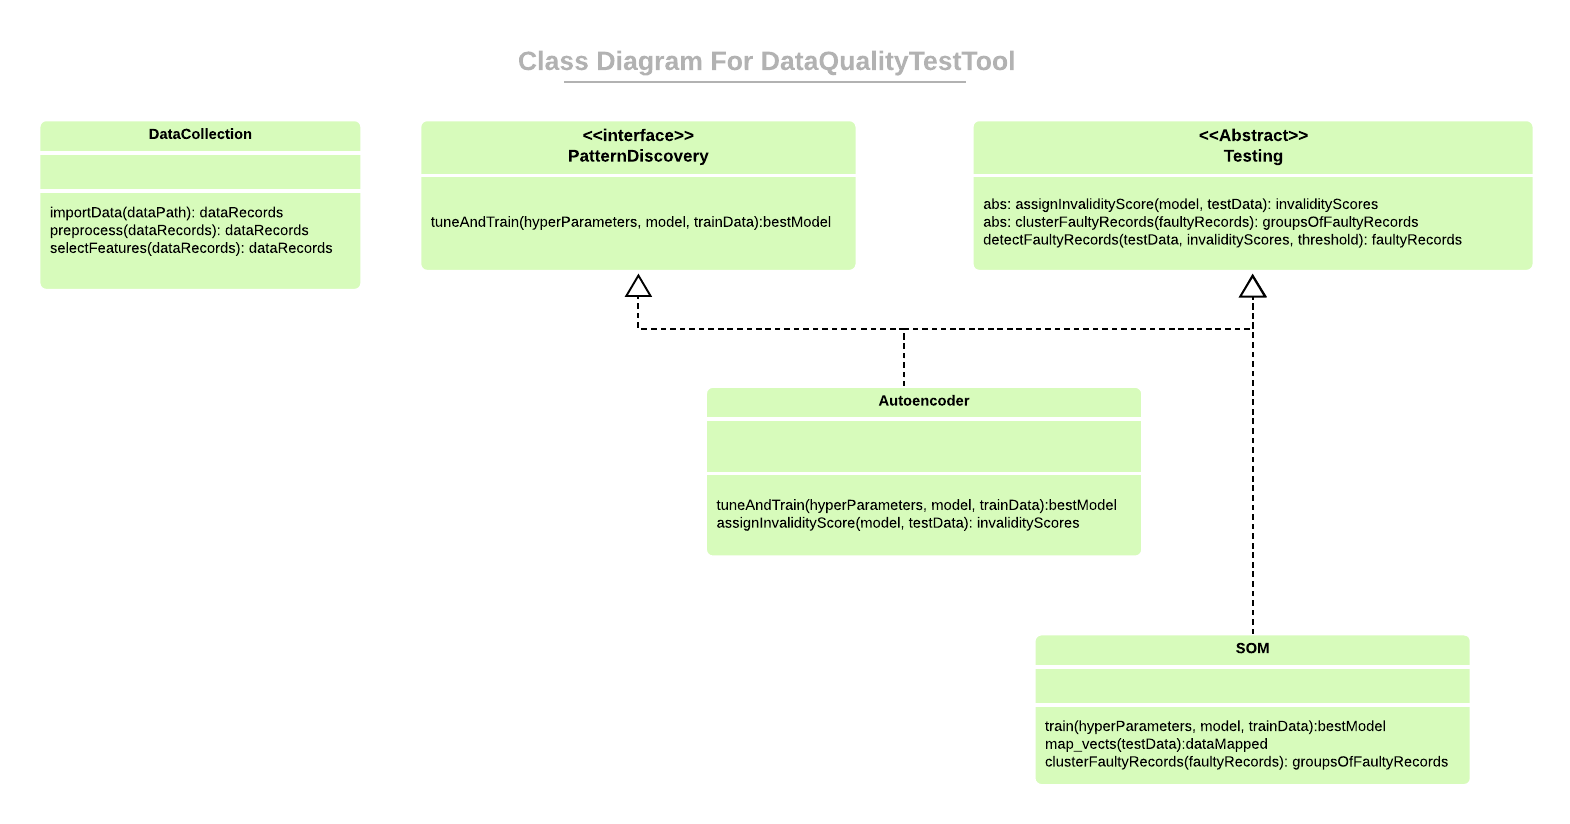 Class Diagram For DataQualityTestTool
DataCollection
importData(dataPath): dataRecords
preprocess(dataRecords): dataRecords
selectFeatures(dataRecords): dataRecords
<<interface>>
PatternDiscovery
tuneAndTrain(hyperParameters, model, trainData):bestModel
<<Abstract>>
Testing
abs: assignInvalidityScore(model, testData): invalidityScores
abs: clusterFaultyRecords(faultyRecords): groupsOfFaultyRecords
detectFaultyRecords(testData, invalidityScores, threshold): faultyRecords
Autoencoder
tuneAndTrain(hyperParameters, model, trainData):bestModel
assignInvalidityScore(model, testData): invalidityScores
SOM
train(hyperParameters, model, trainData):bestModel
map_vects(testData):dataMapped
clusterFaultyRecords(faultyRecords): groupsOfFaultyRecords